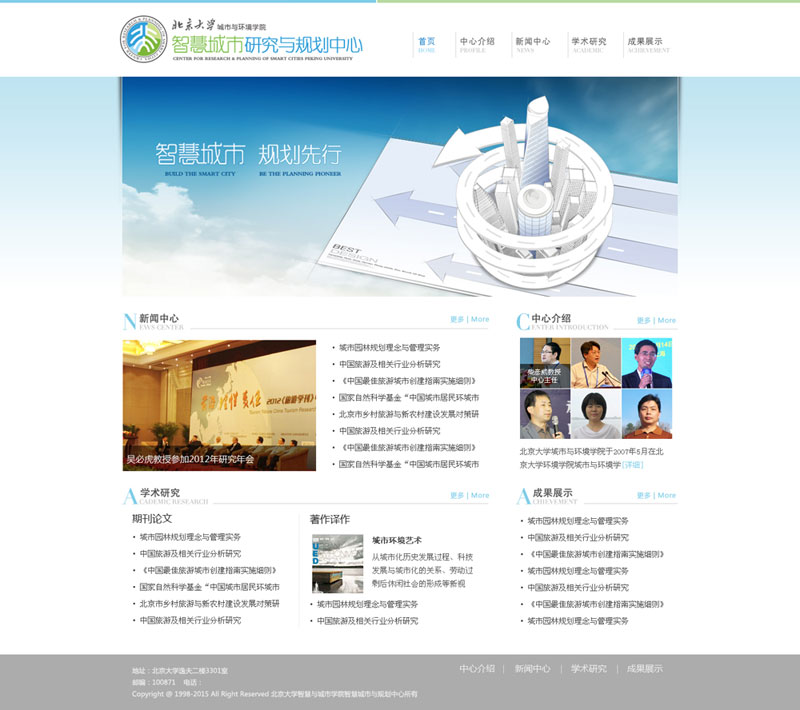 北京大学 城市与环境学院
智慧城市研究与规划中心
CENTER FOR RESEARCH & PLANNING OF SMART CITIES PEKING UNIVERSITY
首页 中心介绍 新闻中心 学术研究 成果展示
HOME PROFILE NEWS ACADEMIC ACHIEVEMENT
智慧城市 规划先行
BUILD THE SMART CITY BE THE PLANNING PIONEER
BEST
DESIGN
新闻中心
NEWS CENTER
更多 | More
吴必虎教授参加2012年研究年会
• 城市园林规划理念与管理实务
• 中国旅游及相关行业分析研究
• 《中国最佳旅游城市创建指南实施细则》
• 国家自然科学基金“中国城市居民环城市
• 北京市乡村旅游与新农村建设发展对策研
• 中国旅游及相关行业分析研究
• 《中国最佳旅游城市创建指南实施细则》
• 国家自然科学基金“中国城市居民环城市
中心介绍
CENTER INTRODUCTION
更多 | More
柴彦威教授
中心主任
北京大学城市与环境学院于2007年5月在北
京大学环境学院城市与环境学 [详细]
学术研究
ACADEMIC RESEARCH
更多 | More
期刊论文
• 城市园林规划理念与管理实务
• 中国旅游及相关行业分析研究
• 《中国最佳旅游城市创建指南实施细则》
• 国家自然科学基金“中国城市居民环城市
• 北京市乡村旅游与新农村建设发展对策研
• 中国旅游及相关行业分析研究
著作译作
城市环境艺术
从城市化历史发展过程、科技
发展与城市化的关系、劳动过
剩后休闲社会的形成等新视
• 城市园林规划理念与管理实务
• 中国旅游及相关行业分析研究
成果展示
ACHIEVEMENT
更多 | More
• 城市园林规划理念与管理实务
• 中国旅游及相关行业分析研究
• 《中国最佳旅游城市创建指南实施细则》
• 城市园林规划理念与管理实务
• 中国旅游及相关行业分析研究
• 《中国最佳旅游城市创建指南实施细则》
• 城市园林规划理念与管理实务
地址：北京大学逸夫二楼3301室
邮编：100871 电话：
Copyright @ 1998-2015 All Right Reserved 北京大学智慧与城市学院智慧城市与规划中心所有
中心介绍 | 新闻中心 | 学术研究 | 成果展示